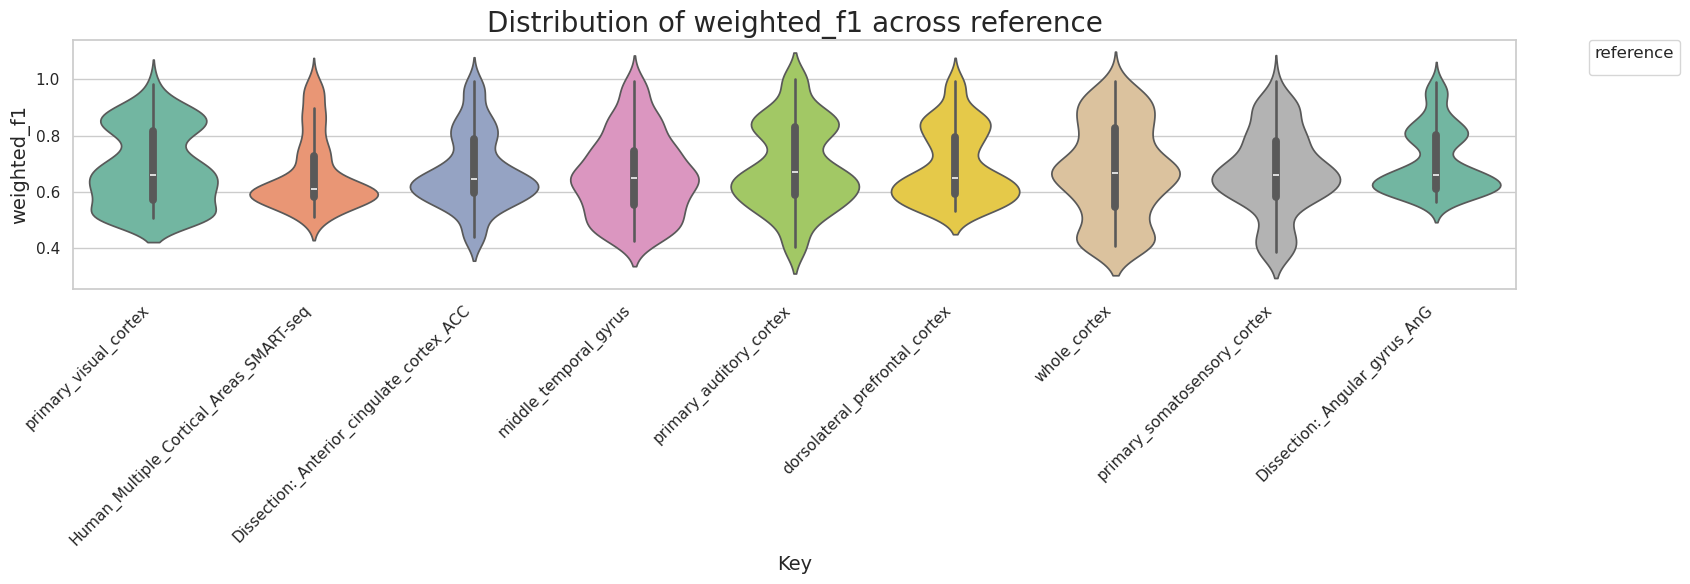 Distribution of weighted_f1 across reference
reference
weighted_f1
1.0
0.8
0.6
0.4
primary_visual_cortex
Human_Multiple_Cortical_Areas_SMART-seq
Dissection:_Anterior_cingulate_cortex_ACC
middle_temporal_gyrus
primary_auditory_cortex
dorsolateral_prefrontal_cortex
whole_cortex
primary_somatosensory_cortex
Dissection:_Angular_gyrus_AnG
Key